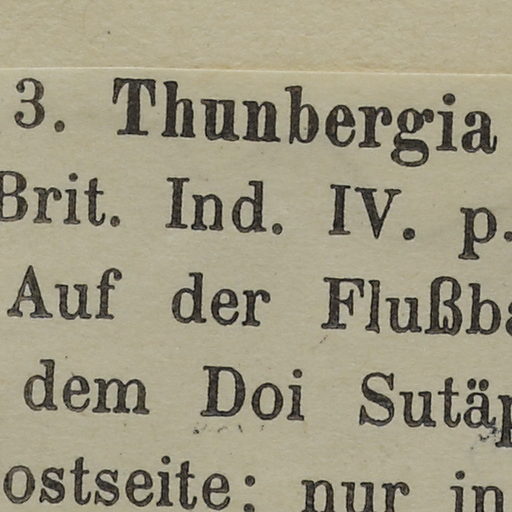 3. Thunbergia
Brit. Ind. IV. p.
Auf der Flußba
dem Doi Sutäp
ostseite: nur in